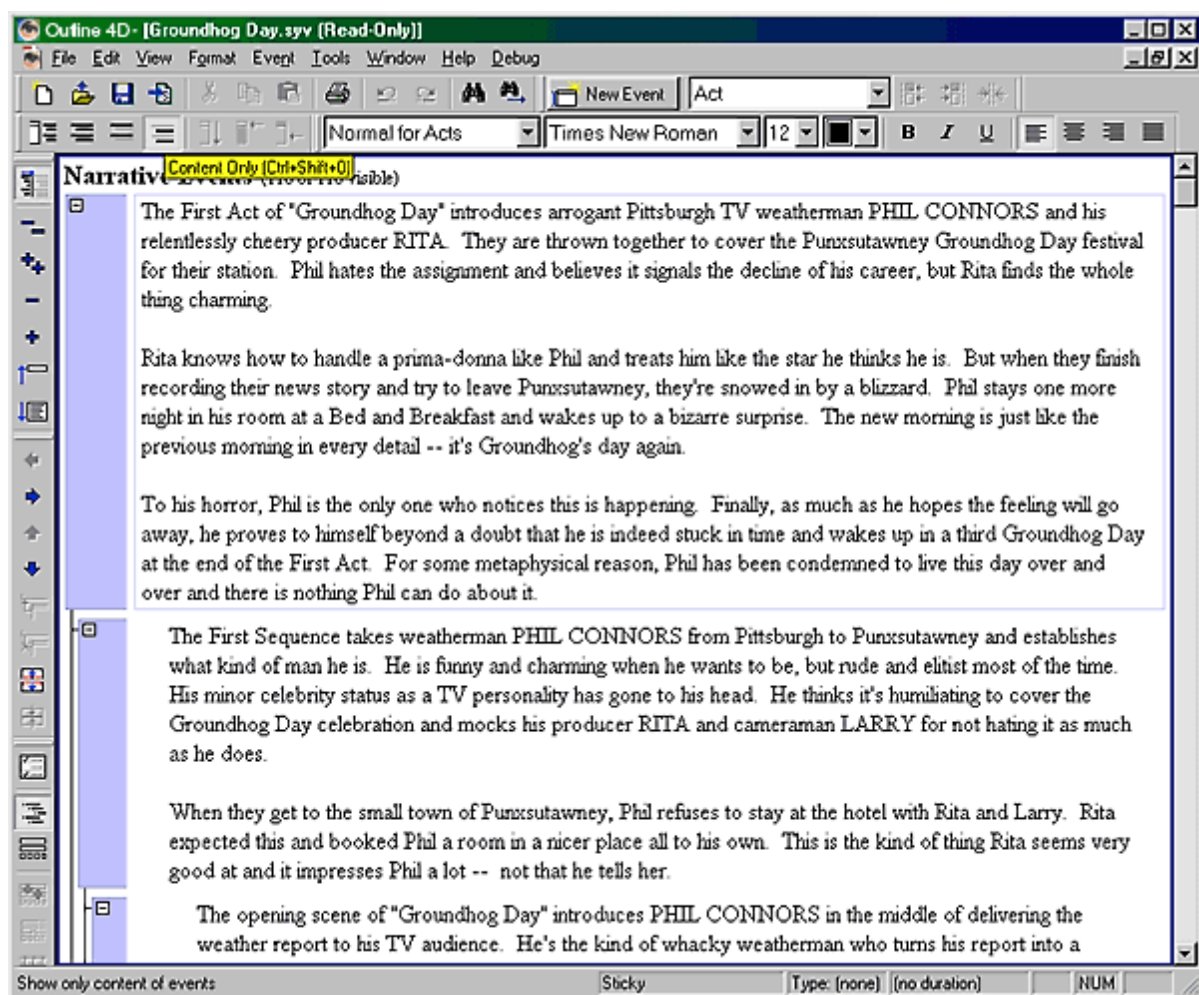 Outline 4D - [Groundhog Day.syv (Read-Only)]
File Edit View Format Event Tools Window Help Debug
New Event Act
Normal for Acts Times New Roman 12 B I U
Content Only (Ctrl+Shift+O)
Narrative Events visible)
The First Act of "Groundhog Day" introduces arrogant Pittsburgh TV weatherman PHIL CONNORS and his
relentlessly cheery producer RITA. They are thrown together to cover the Punxsutawney Groundhog Day festival
for their station. Phil hates the assignment and believes it signals the decline of his career, but Rita finds the whole
thing charming.
Rita knows how to handle a prima-donna like Phil and treats him like the star he thinks he is. But when they finish
recording their news story and try to leave Punxsutawney, they're snowed in by a blizzard. Phil stays one more
night in his room at a Bed and Breakfast and wakes up to a bizarre surprise. The new morning is just like the
previous morning in every detail -- it's Groundhog's day again.
To his horror, Phil is the only one who notices this is happening. Finally, as much as he hopes the feeling will go
away, he proves to himself beyond a doubt that he is indeed stuck in time and wakes up in a third Groundhog Day
at the end of the First Act. For some metaphysical reason, Phil has been condemned to live this day over and
over and there is nothing Phil can do about it.
The First Sequence takes weatherman PHIL CONNORS from Pittsburgh to Punxsutawney and establishes
what kind of man he is. He is funny and charming when he wants to be, but rude and elitist most of the time.
His minor celebrity status as a TV personality has gone to his head. He thinks it's humiliating to cover the
Groundhog Day celebration and mocks his producer RITA and cameraman LARRY for not hating it as much
as he does.
When they get to the small town of Punxsutawney, Phil refuses to stay at the hotel with Rita and Larry. Rita
expected this and booked Phil a room in a nicer place all to his own. This is the kind of thing Rita seems very
good at and it impresses Phil a lot -- not that he tells her.
The opening scene of "Groundhog Day" introduces PHIL CONNORS in the middle of delivering the
weather report to his TV audience. He's the kind of whacky weatherman who turns his report into a
Show only content of events Sticky Type: (none) (no duration) NUM